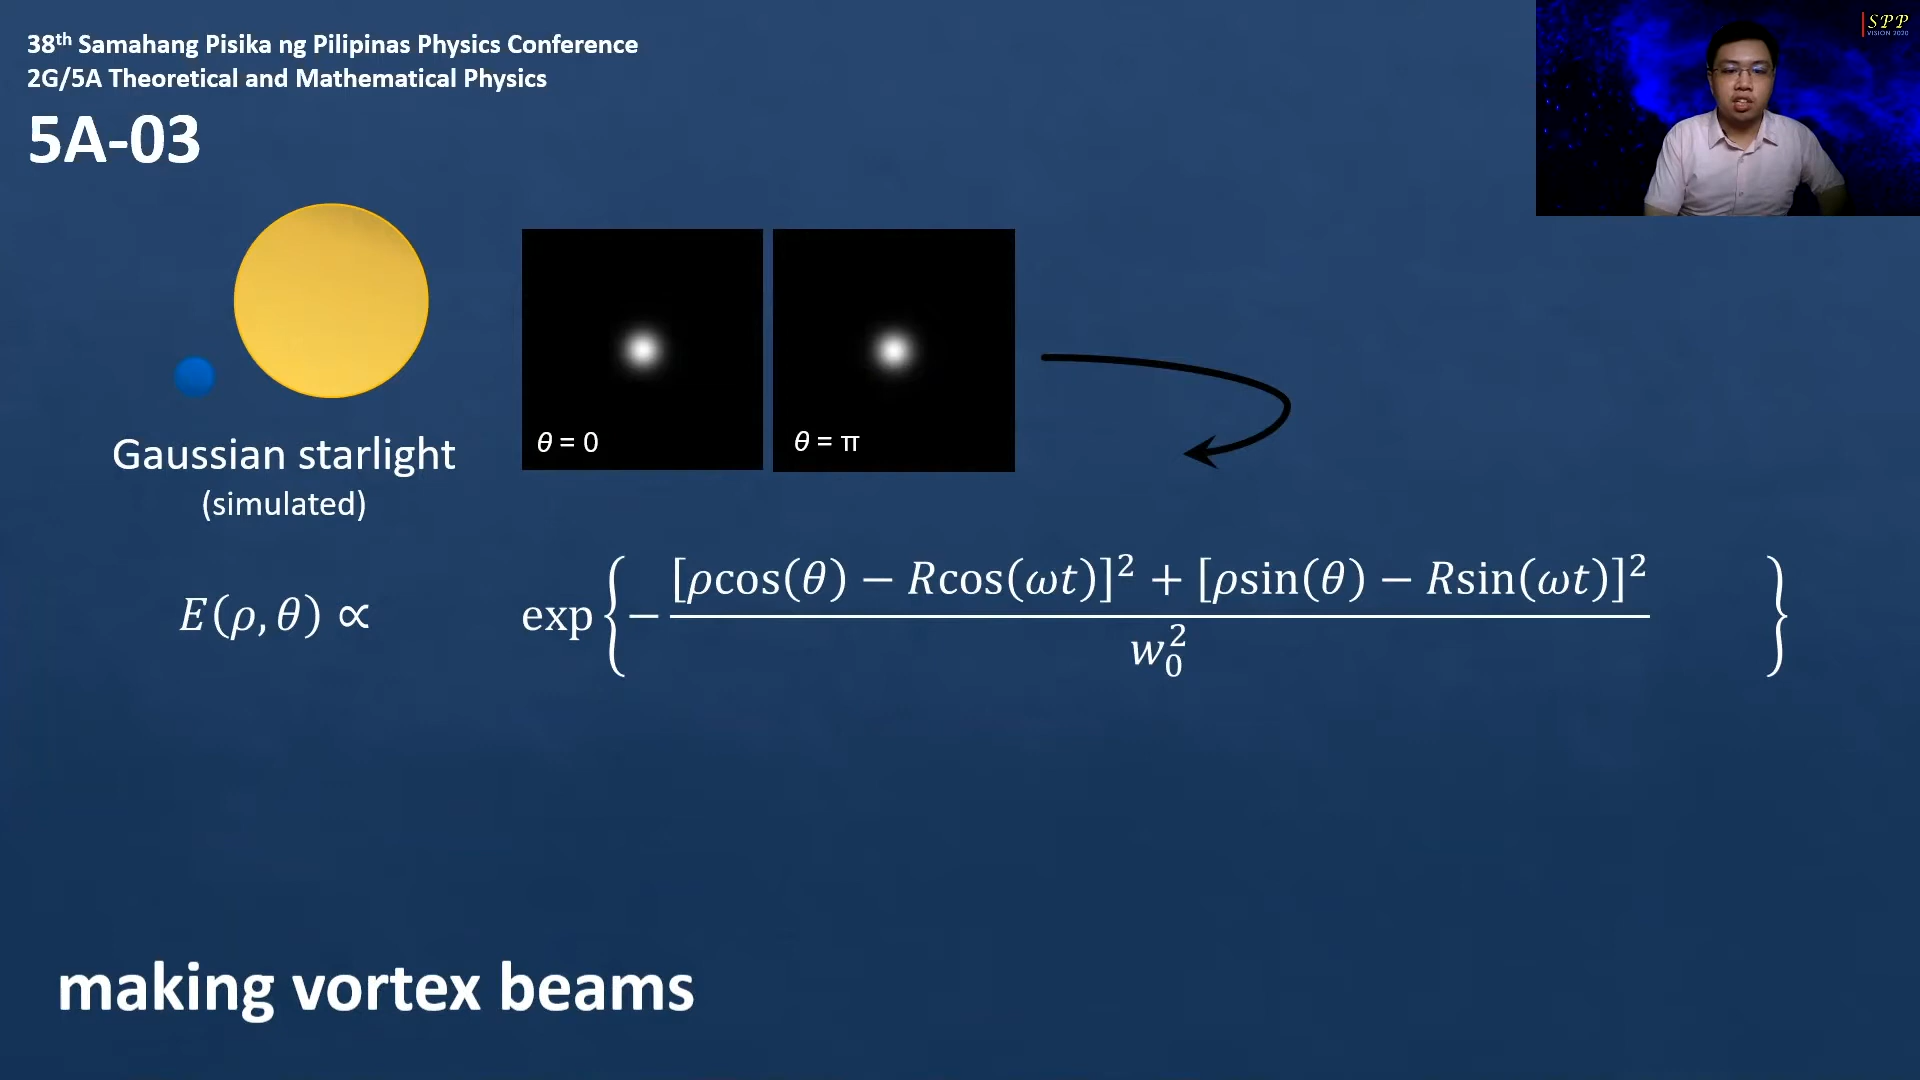 38th Samahang Pisika ng Pilipinas Physics Conference
2G/5A Theoretical and Mathematical Physics
5A-03
SPP
VISION 2020
θ = 0
θ = π
Gaussian starlight
(simulated)
E(ρ, θ) ∝ exp{−([ρcos(θ) − Rcos(ωt)]² + [ρsin(θ) − Rsin(ωt)]²)/w₀²}
making vortex beams